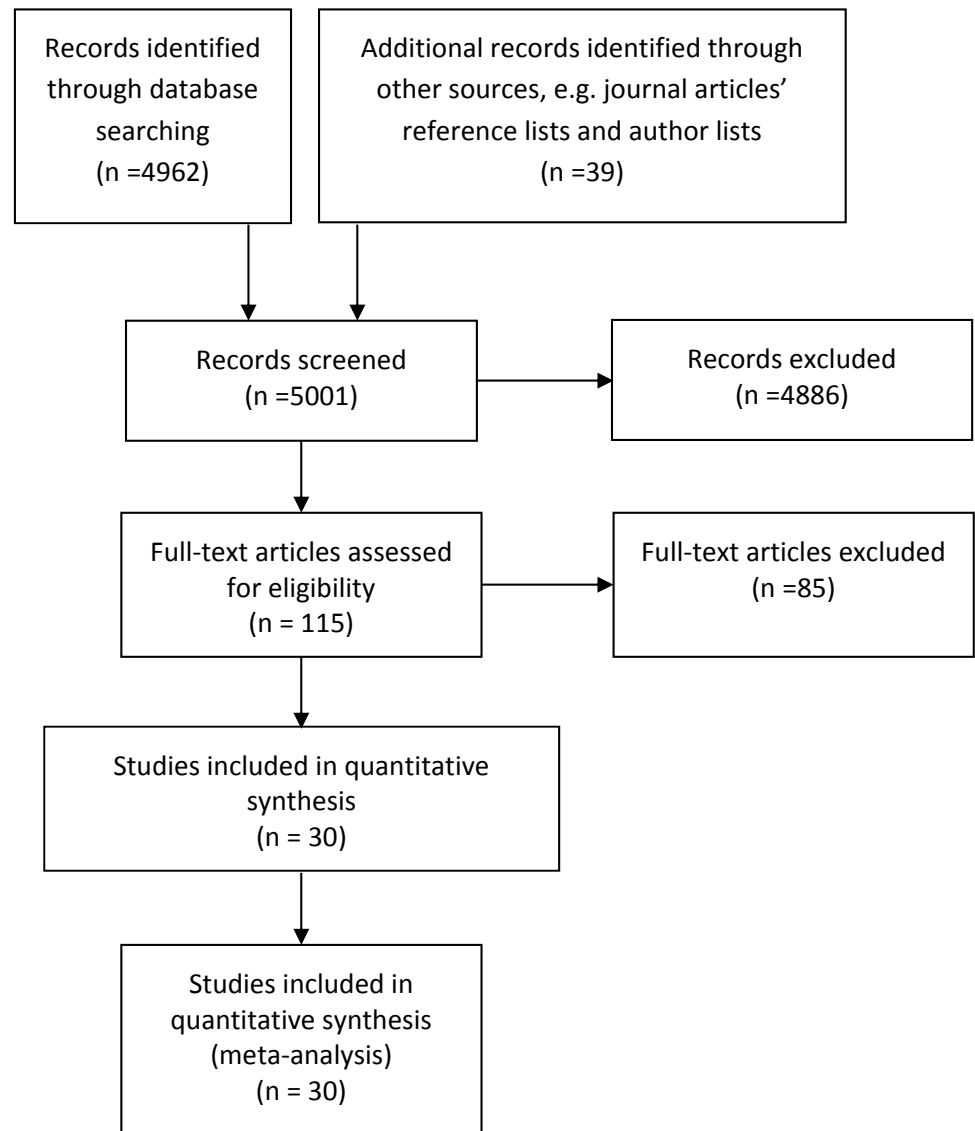 Records identified
through database
searching
(n =4962)
Additional records identified through
other sources, e.g. journal articles’
reference lists and author lists
(n =39)
Records screened
(n =5001)
Records excluded
(n =4886)
Full-text articles assessed
for eligibility
(n = 115)
Full-text articles excluded
(n =85)
Studies included in quantitative
synthesis
(n = 30)
Studies included in
quantitative synthesis
(meta-analysis)
(n = 30)